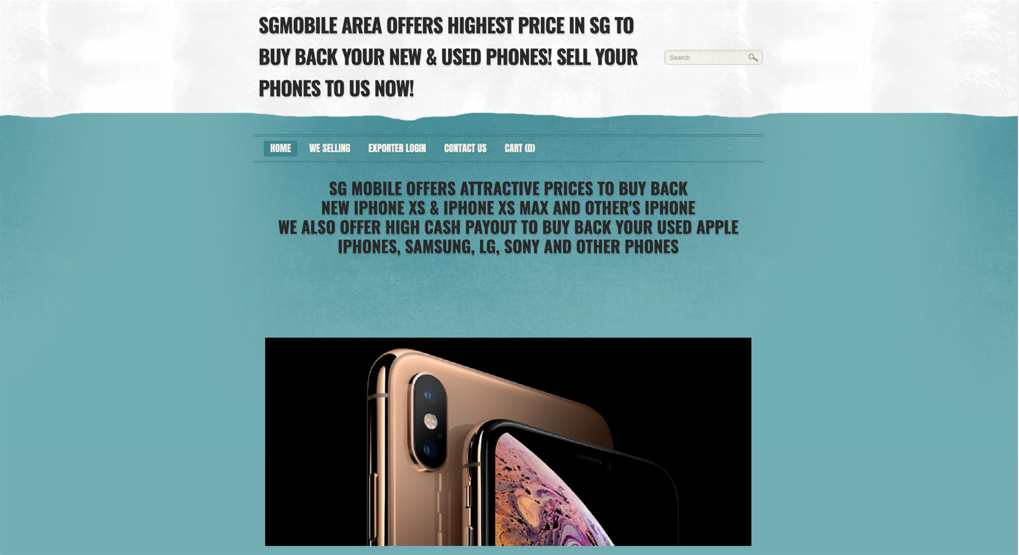 SGMOBILE AREA OFFERS HIGHEST PRICE IN SG TO
BUY BACK YOUR NEW & USED PHONES! SELL YOUR
PHONES TO US NOW!
Search
HOME WE SELLING EXPORTER LOGIN CONTACT US CART (0)
SG MOBILE OFFERS ATTRACTIVE PRICES TO BUY BACK
NEW IPHONE XS & IPHONE XS MAX AND OTHER'S IPHONE
WE ALSO OFFER HIGH CASH PAYOUT TO BUY BACK YOUR USED APPLE
IPHONES, SAMSUNG, LG, SONY AND OTHER PHONES